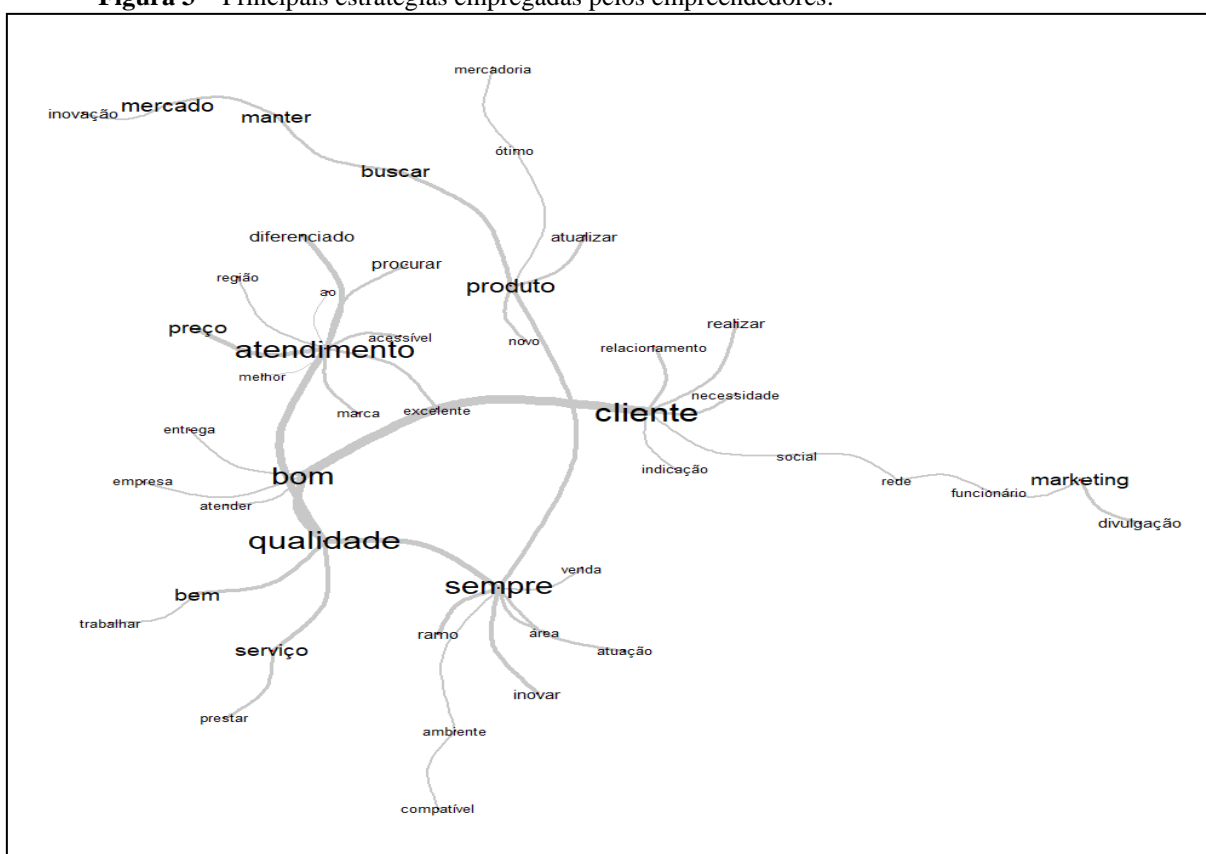 Figura 3 – Principais estratégias empregadas pelos empreendedores.
mercadoria
inovação
mercado
manter
ótimo
buscar
diferenciado
atualizar
procurar
região
produto
ao
preço
realizar
acessível
novo
relacionamento
atendimento
melhor
necessidade
marca
excelente
cliente
entrega
social
indicação
bom
empresa
rede
marketing
funcionário
atender
divulgação
qualidade
venda
sempre
bem
trabalhar
ramo
área
serviço
atuação
inovar
prestar
ambiente
compatível